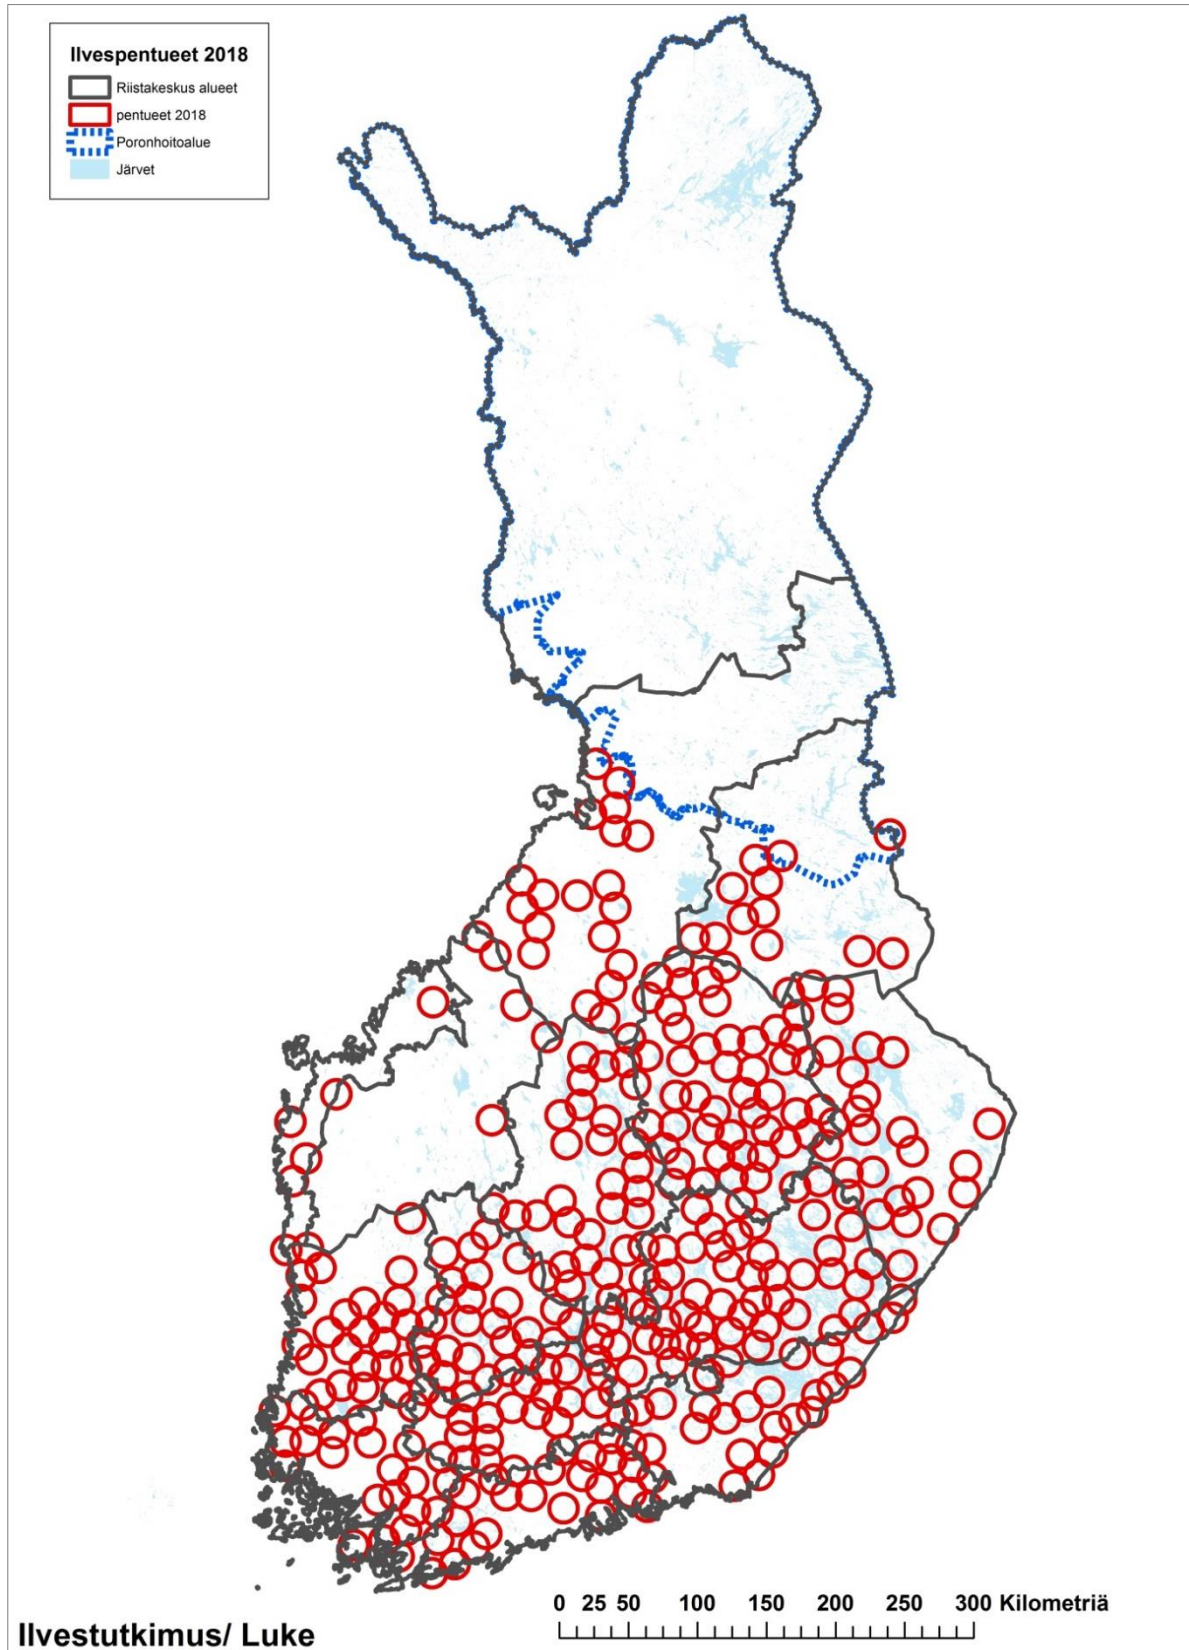 Ilvespentueet 2018
Riistakeskus alueet
pentueet 2018
Poronhoitoalue
Järvet
0 25 50 100 150 200 250 300 Kilometriä
Ilvestutkimus/ Luke